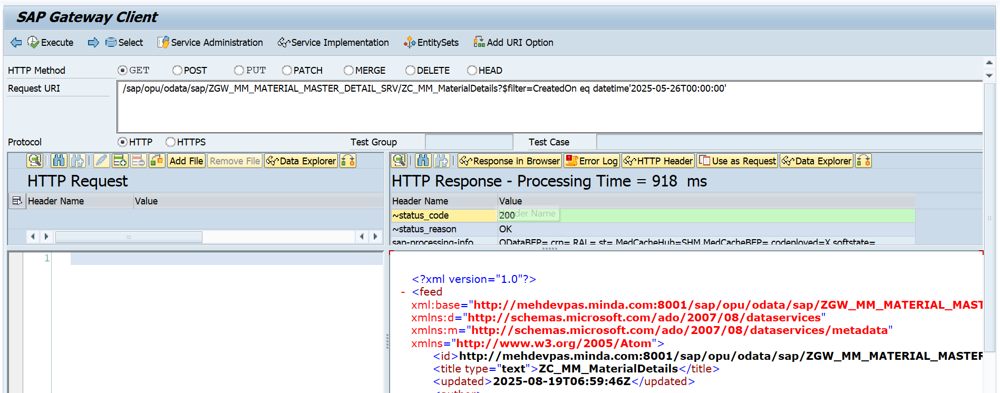 SAP Gateway Client
Execute Select Service Administration Service Implementation EntitySets Add URI Option
HTTP Method GET POST PUT PATCH MERGE DELETE HEAD
Request URI /sap/opu/odata/sap/ZGW_MM_MATERIAL_MASTER_DETAIL_SRV/ZC_MM_MaterialDetails?$filter=CreatedOn eq datetime'2025-05-26T00:00:00'
Protocol HTTP HTTPS Test Group Test Case
Add File Remove File Data Explorer
HTTP Request
Header Name Value
1
Response in Browser Error Log HTTP Header Use as Request Data Explorer
HTTP Response - Processing Time = 918 ms
Header Name Value
~status_code 200
Header Name
~status_reason OK
sap-processing-info ODataBEP= crp= RAL= st= MedCacheHub=SHM MedCacheBEP= codeployed=X softstate=
<?xml version="1.0"?>
- <feed
xml:base="http://mehdevpas.minda.com:8001/sap/opu/odata/sap/ZGW_MM_MATERIAL_MAST
xmlns:d="http://schemas.microsoft.com/ado/2007/08/dataservices"
xmlns:m="http://schemas.microsoft.com/ado/2007/08/dataservices/metadata"
xmlns="http://www.w3.org/2005/Atom">
<id>http://mehdevpas.minda.com:8001/sap/opu/odata/sap/ZGW_MM_MATERIAL_MASTER
<title type="text">ZC_MM_MaterialDetails</title>
<updated>2025-08-19T06:59:46Z</updated>
<author>